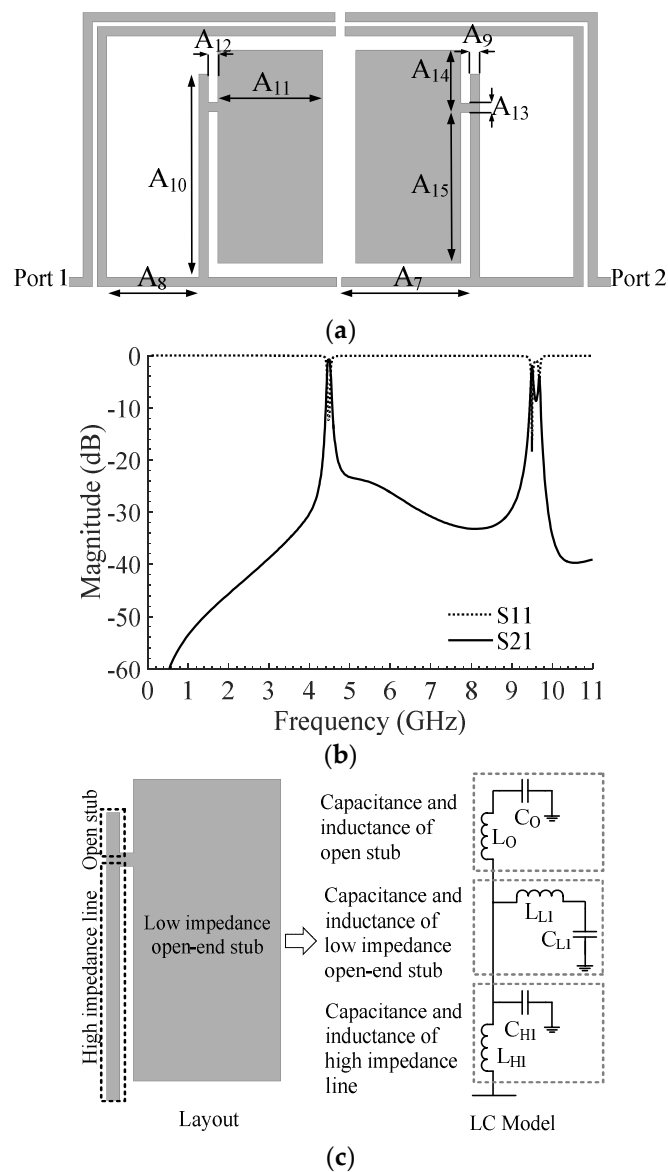 A12
A9
A14
A11
A13
A10
A15
Port 1
A8
A7
Port 2
(a)
0
-10
-20
-30
-40
-50
-60
Magnitude (dB)
S11
S21
0 1 2 3 4 5 6 7 8 9 10 11
Frequency (GHz)
(b)
Open stub
High impedance line
Low impedance
open-end stub
Layout
Capacitance and
inductance of
open stub
Capacitance and
inductance of
low impedance
open-end stub
Capacitance and
inductance of
high impedance
line
CO
LO
LL1
CL1
CH1
LH1
LC Model
(c)